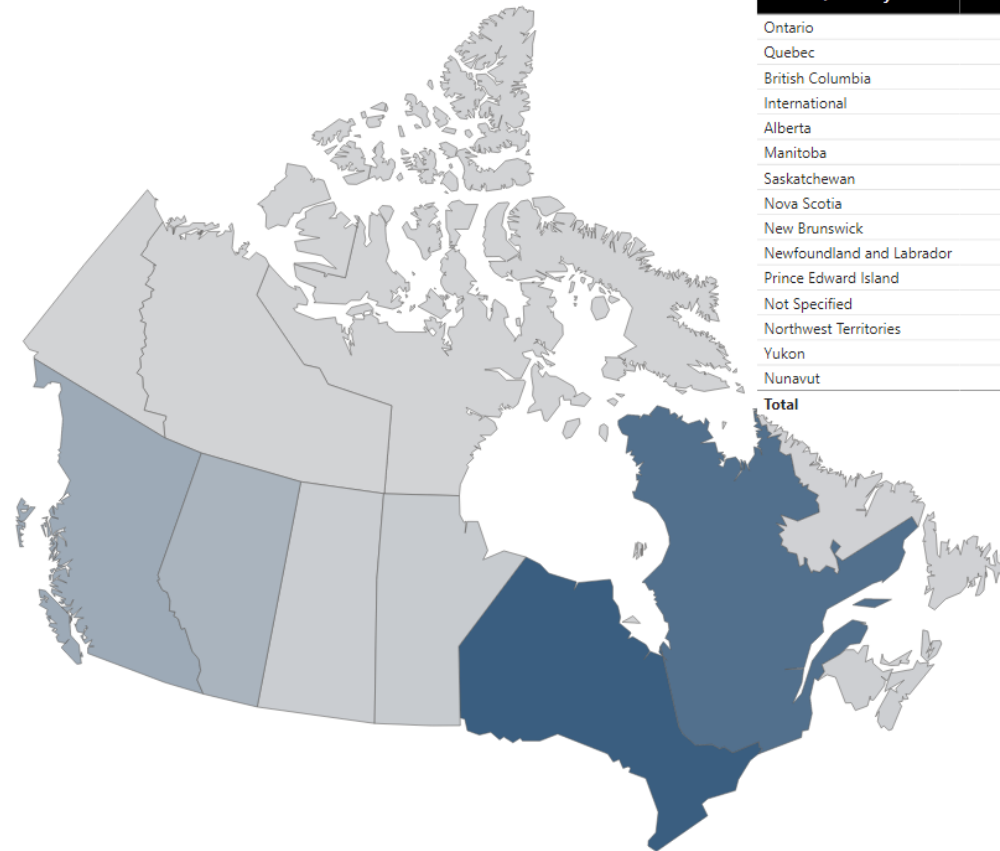 Ontario
Quebec
British Columbia
International
Alberta
Manitoba
Saskatchewan
Nova Scotia
New Brunswick
Newfoundland and Labrador
Prince Edward Island
Not Specified
Northwest Territories
Yukon
Nunavut
Total